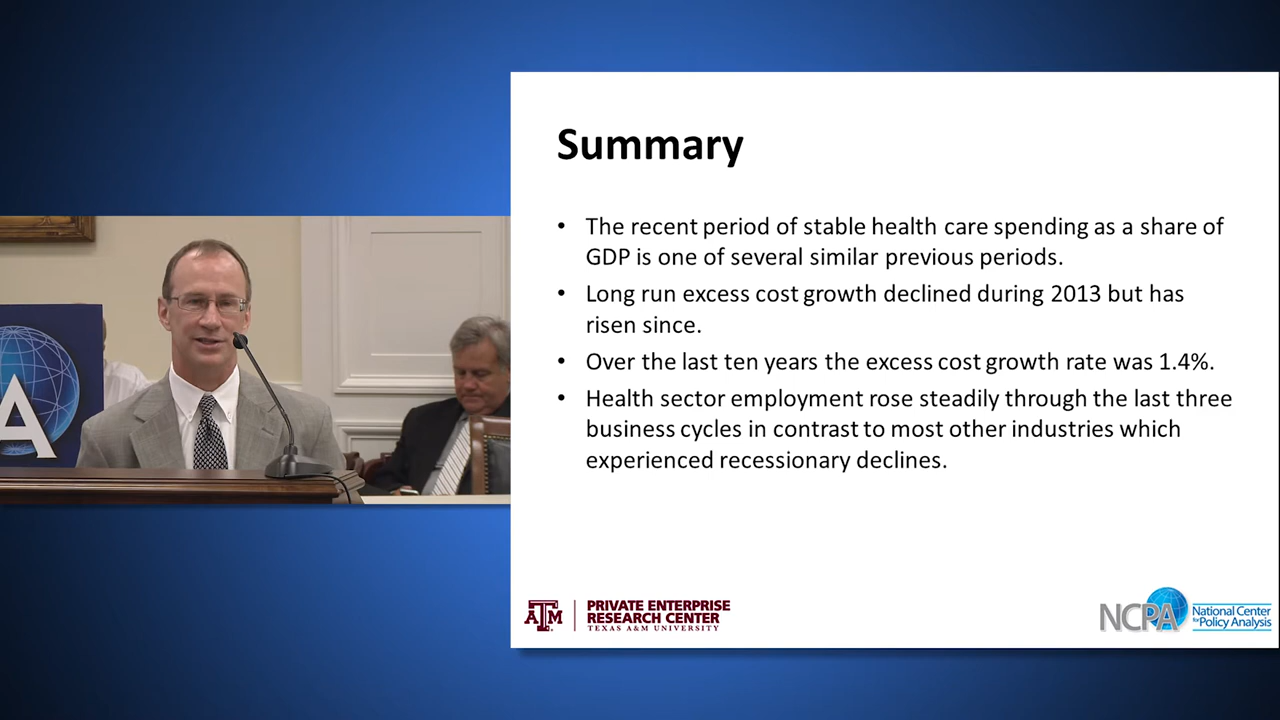 A
Summary
• The recent period of stable health care spending as a share of
GDP is one of several similar previous periods.
• Long run excess cost growth declined during 2013 but has
risen since.
• Over the last ten years the excess cost growth rate was 1.4%.
• Health sector employment rose steadily through the last three
business cycles in contrast to most other industries which
experienced recessionary declines.
ATM
PRIVATE ENTERPRISE
RESEARCH CENTER
TEXAS A&M UNIVERSITY
NCPA
National Center
for Policy Analysis